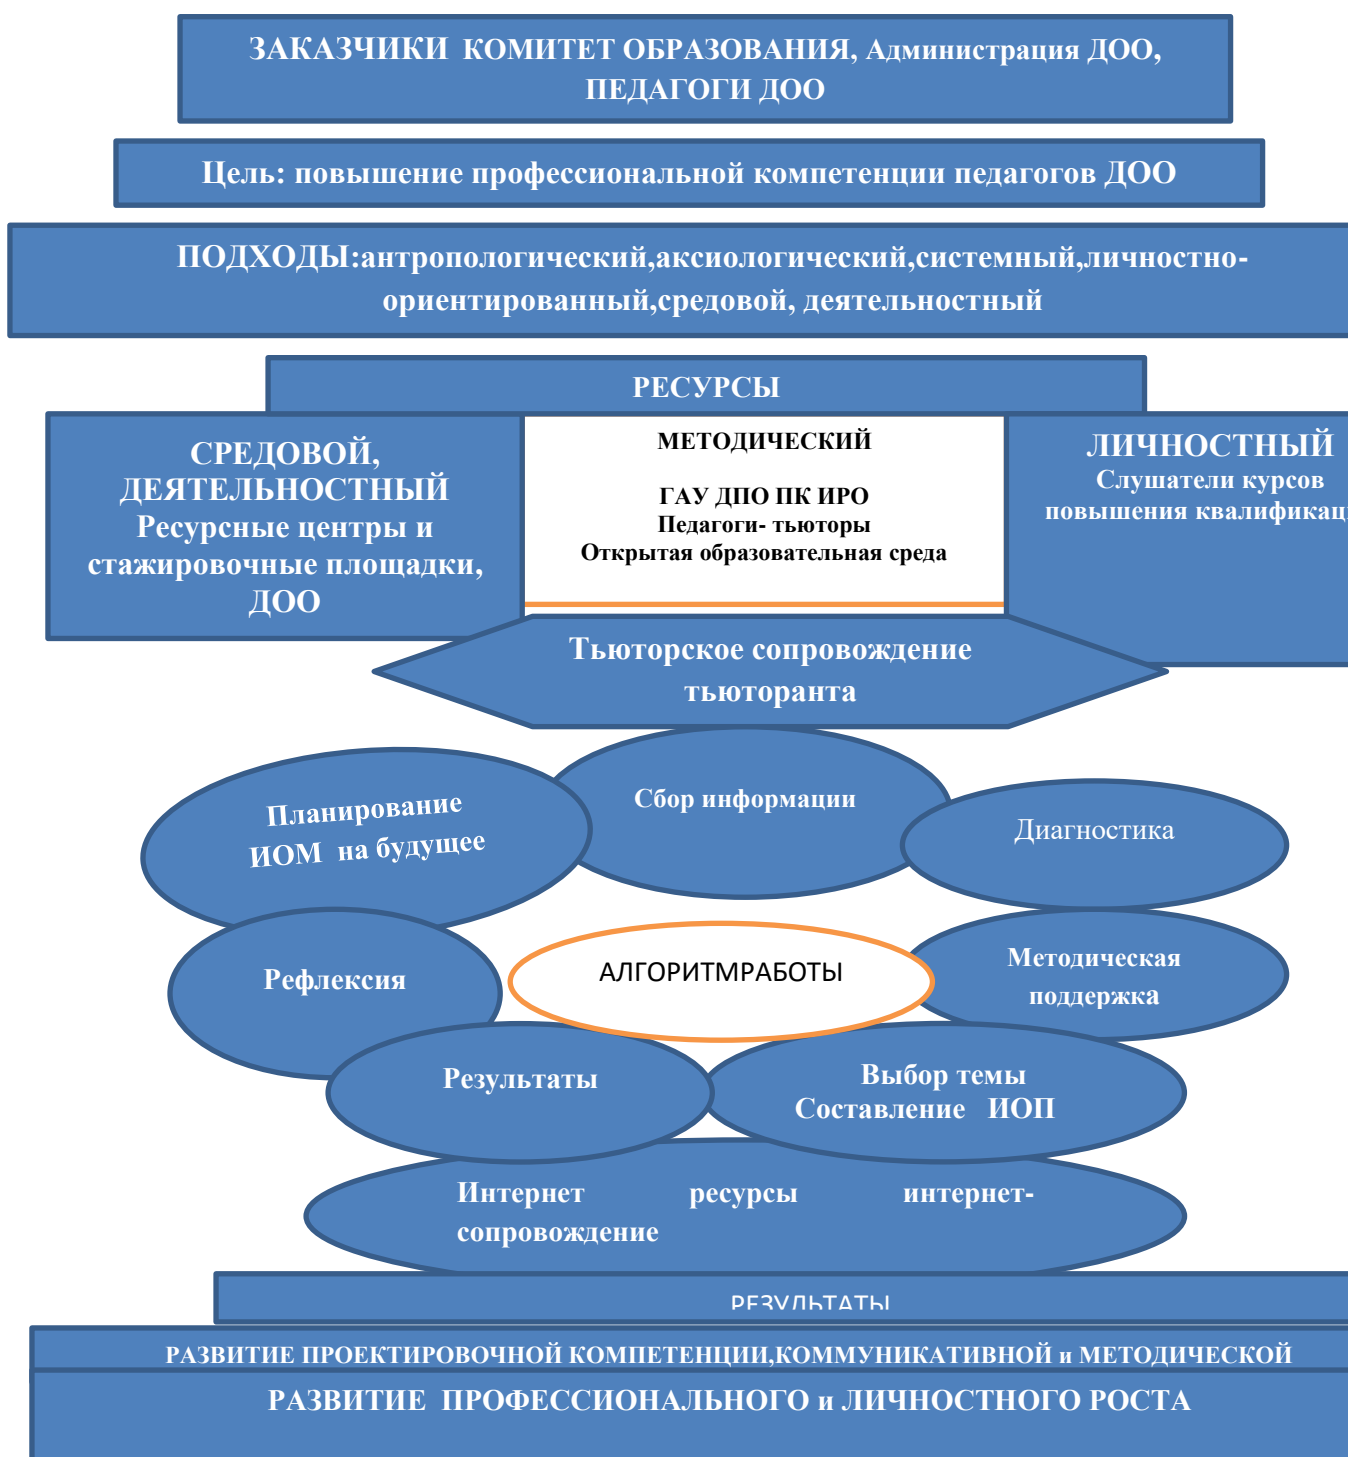 ЗАКАЗЧИКИ КОМИТЕТ ОБРАЗОВАНИЯ, Администрация ДОО,
ПЕДАГОГИ ДОО
Цель: повышение профессиональной компетенции педагогов ДОО
ПОДХОДЫ:антропологический,аксиологический,системный,личностно-
ориентированный,средовой, деятельностный
РЕСУРСЫ
СРЕДОВОЙ,
ДЕЯТЕЛЬНОСТНЫЙ
Ресурсные центры и
стажировочные площадки,
ДОО
МЕТОДИЧЕСКИЙ
ГАУ ДПО ПК ИРО
Педагоги- тьюторы
Открытая образовательная среда
ЛИЧНОСТНЫЙ
Слушатели курсов
повышения
Тьюторское сопровождение
тьюторанта
Сбор информации
Планирование
ИОМ на будущее
Диагностика
Методическая
поддержка
Рефлексия
АЛГОРИТМРАБОТЫ
Результаты
Выбор темы
Составление ИОП
Интернет ресурсы интернет-
сопровождение
РЕЗУЛЬТАТЫ
РАЗВИТИЕ ПРОЕКТИРОВОЧНОЙ КОМПЕТЕНЦИИ,КОММУНИКАТИВНОЙ и МЕТОДИЧЕСКОЙ
РАЗВИТИЕ ПРОФЕССИОНАЛЬНОГО и ЛИЧНОСТНОГО РОСТА